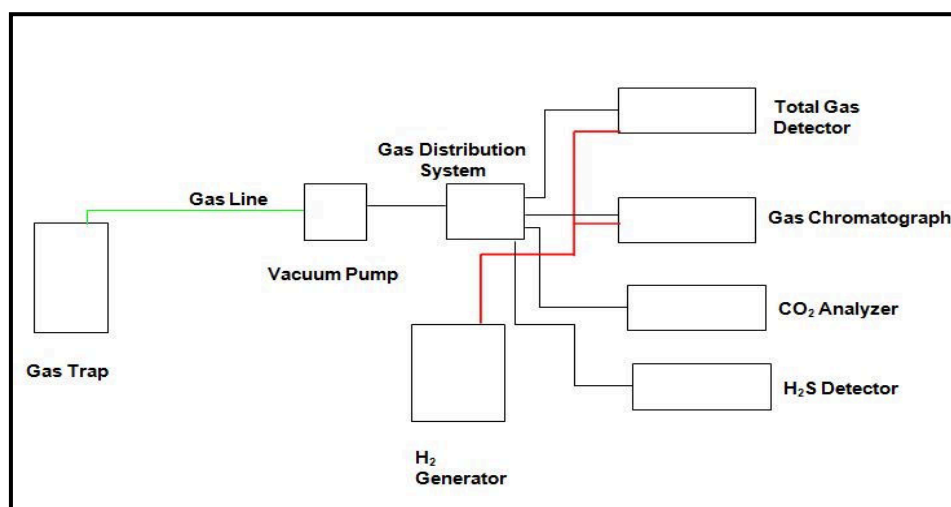 Total Gas
Detector
Gas Distribution
System
Gas Line
Gas Chromatograph
Vacuum Pump
CO₂ Analyzer
Gas Trap
H₂S Detector
H₂
Generator